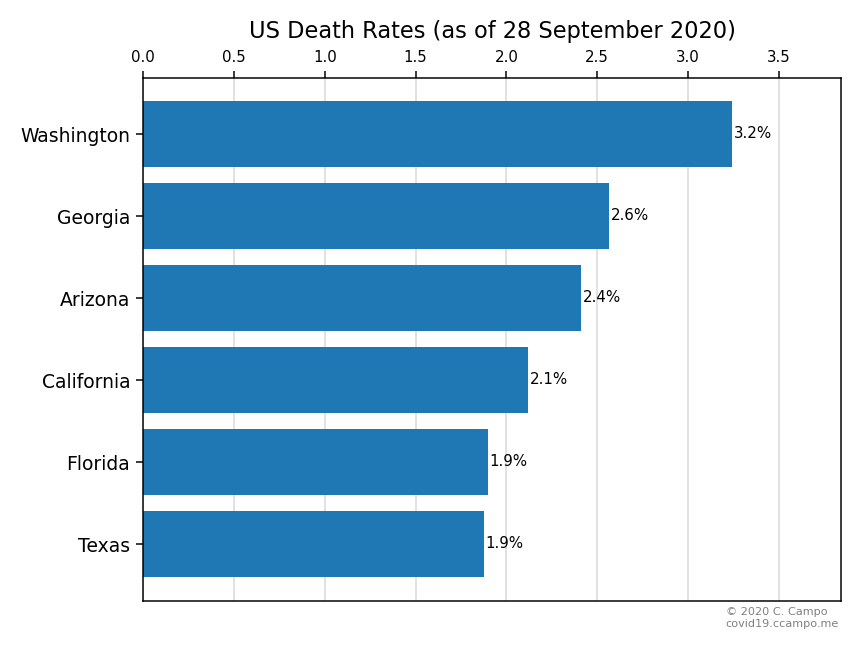 US Death Rates (as of 28 September 2020)
0.0 0.5 1.0 1.5 2.0 2.5 3.0 3.5
Washington 3.2%
Georgia 2.6%
Arizona 2.4%
California 2.1%
Florida 1.9%
Texas 1.9%
© 2020 C. Campo
covid19.ccampo.me